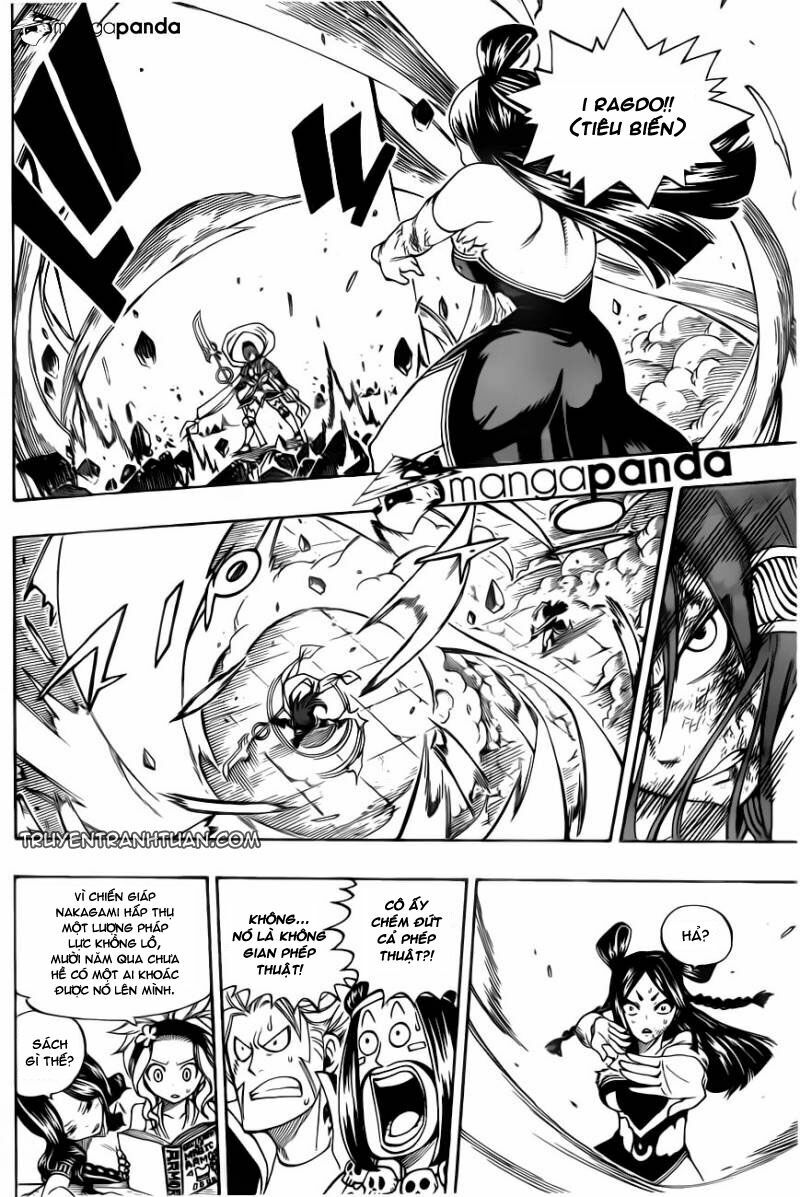 mangapanda
I RAGDO!!
(TIÊU BIẾN)
mangapanda
TRUYENTRANHTUAN.COM
HẢ?
CÔ ẤY
CHÉM ĐỨT
CẢ PHÉP
THUẬT?!
KHÔNG...
NÓ LÀ KHÔNG
GIAN PHÉP
THUẬT!
VÌ CHIẾN GIÁP
NAKAGAMI HẤP THỤ
MỘT LƯỢNG PHÁP
LỰC KHỔNG LỒ,
MƯỜI NĂM QUA CHƯA
HỀ CÓ MỘT AI KHOÁC
ĐƯỢC NÓ LÊN MÌNH.
SÁCH
GÌ THẾ?
ARMOR